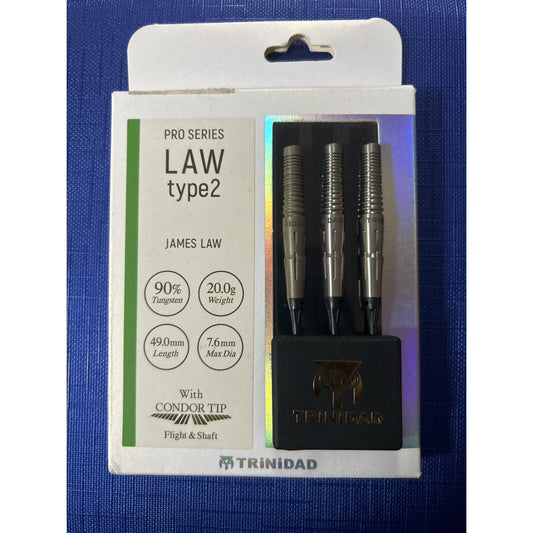 PRO SERIES
LAW
type2
JAMES LAW
90%
Tungsten
20.0g
Weight
49.0mm
Length
7.6mm
Max Dia
With
CONDOR TIP
Flight & Shaft
TRiNiDAD
TRiNiDAD